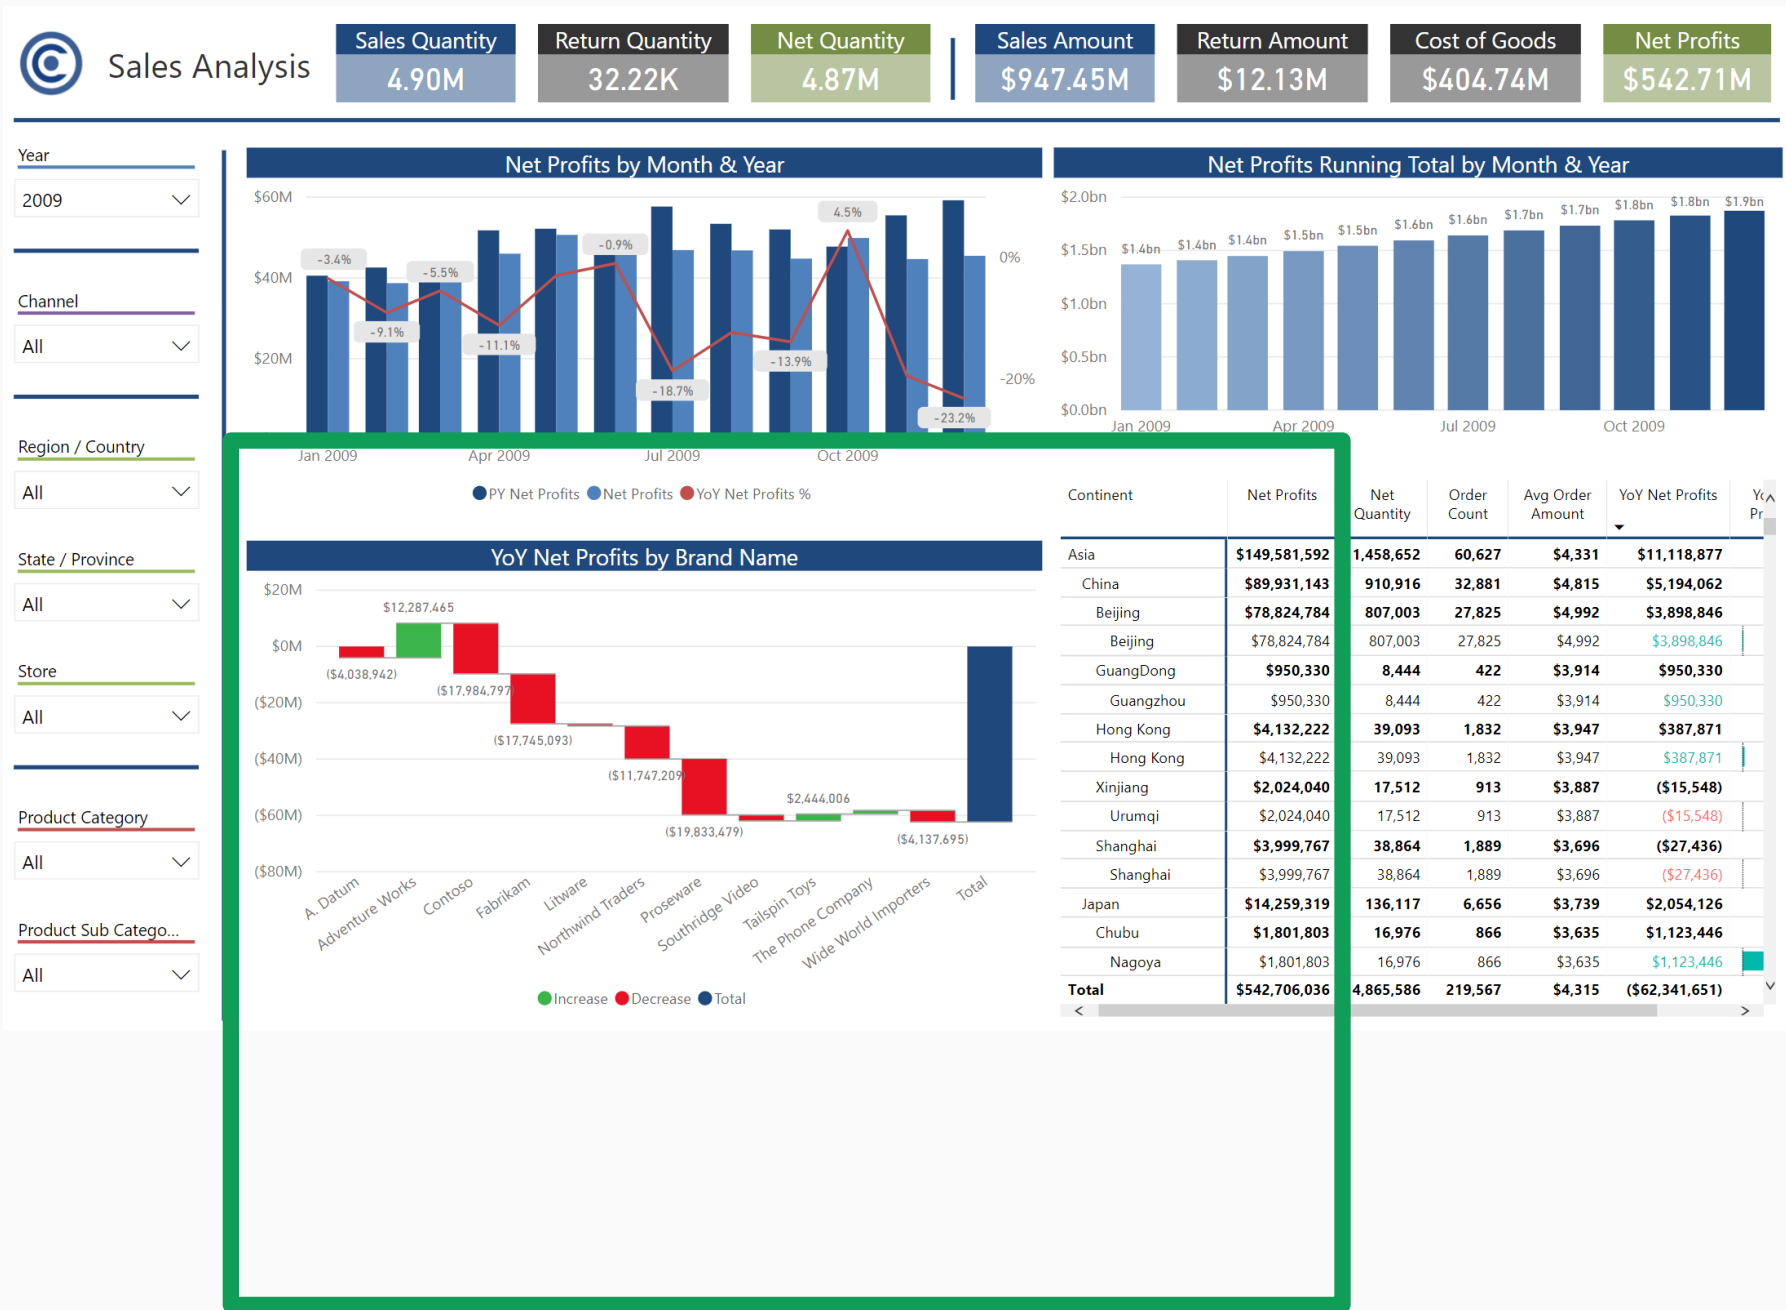 Sales Analysis
Sales Quantity
4.90M
Return Quantity
32.22K
Net Quantity
4.87M
Sales Amount
$947.45M
Return Amount
$12.13M
Cost of Goods
$404.74M
Net Profits
$542.71M
Year
2009
Channel
All
Region / Country
All
State / Province
All
Store
All
Product Category
All
Product Sub Catego...
All
Net Profits by Month & Year
$60M
$40M
$20M
0%
-20%
-3.4%
-9.1%
-5.5%
-11.1%
-0.9%
-18.7%
-13.9%
4.5%
-23.2%
Jan 2009 Apr 2009 Jul 2009 Oct 2009
PY Net Profits Net Profits YoY Net Profits %
Net Profits Running Total by Month & Year
$2.0bn
$1.5bn
$1.0bn
$0.5bn
$0.0bn
$1.4bn $1.4bn $1.4bn $1.5bn $1.5bn $1.6bn $1.6bn $1.7bn $1.7bn $1.8bn $1.8bn $1.9bn
Jan 2009 Apr 2009 Jul 2009 Oct 2009
YoY Net Profits by Brand Name
$20M
$0M
($20M)
($40M)
($60M)
($80M)
($4,038,942)
$12,287,465
($17,984,797
($17,745,093)
($11,747,209
($19,833,479)
$2,444,006
($4,137,695)
A. Datum
Adventure Works
Contoso
Fabrikam
Litware
Northwind Traders
Proseware
Southridge Video
Tailspin Toys
The Phone Company
Wide World Importers
Total
Increase Decrease Total
Continent Net Profits Net Quantity Order Count Avg Order Amount YoY Net Profits Yo Pr
Asia $149,581,592 1,458,652 60,627 $4,331 $11,118,877
China $89,931,143 910,916 32,881 $4,815 $5,194,062
Beijing $78,824,784 807,003 27,825 $4,992 $3,898,846
Beijing $78,824,784 807,003 27,825 $4,992 $3,898,846
GuangDong $950,330 8,444 422 $3,914 $950,330
Guangzhou $950,330 8,444 422 $3,914 $950,330
Hong Kong $4,132,222 39,093 1,832 $3,947 $387,871
Hong Kong $4,132,222 39,093 1,832 $3,947 $387,871
Xinjiang $2,024,040 17,512 913 $3,887 ($15,548)
Urumqi $2,024,040 17,512 913 $3,887 ($15,548)
Shanghai $3,999,767 38,864 1,889 $3,696 ($27,436)
Shanghai $3,999,767 38,864 1,889 $3,696 ($27,436)
Japan $14,259,319 136,117 6,656 $3,739 $2,054,126
Chubu $1,801,803 16,976 866 $3,635 $1,123,446
Nagoya $1,801,803 16,976 866 $3,635 $1,123,446
Total $542,706,036 4,865,586 219,567 $4,315 ($62,341,651)